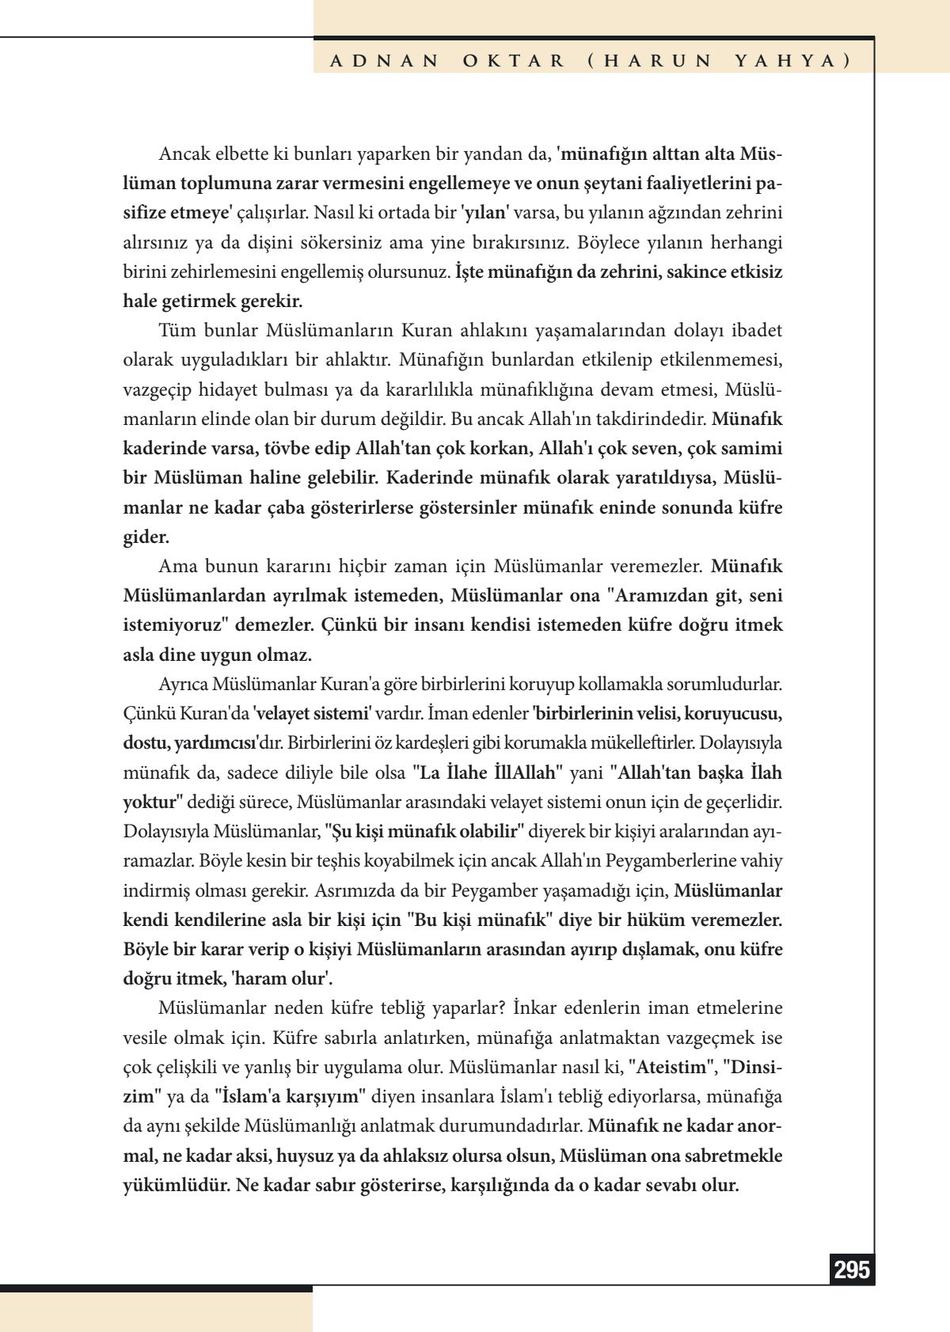 ADNAN OKTAR (HARUN YAHYA)
Ancak elbette ki bunları yaparken bir yandan da, 'münafığın alttan alta Müs-
lüman toplumuna zarar vermesini engellemeye ve onun şeytani faaliyetlerini pa-
sifize etmeye' çalışırlar. Nasıl ki ortada bir 'yılan' varsa, bu yılanın ağzından zehrini
alırsınız ya da dişini sökersiniz ama yine bırakırsınız. Böylece yılanın herhangi
birini zehirlemesini engellemiş olursunuz. İşte münafığın da zehrini, sakince etkisiz
hale getirmek gerekir.
Tüm bunlar Müslümanların Kuran ahlakını yaşamalarından dolayı ibadet
olarak uyguladıkları bir ahlaktır. Münafığın bunlardan etkilenip etkilenmemesi,
vazgeçip hidayet bulması ya da kararlılıkla münafıklığına devam etmesi, Müslü-
manların elinde olan bir durum değildir. Bu ancak Allah'ın takdirindedir. Münafık
kaderinde varsa, tövbe edip Allah'tan çok korkan, Allah'ı çok seven, çok samimi
bir Müslüman haline gelebilir. Kaderinde münafık olarak yaratıldıysa, Müslü-
manlar ne kadar çaba gösterirlerse göstersinler münafık eninde sonunda küfre
gider.
Ama bunun kararını hiçbir zaman için Müslümanlar veremezler. Münafık
Müslümanlardan ayrılmak istemeden, Müslümanlar ona "Aramızdan git, seni
istemiyoruz" demezler. Çünkü bir insanı kendisi istemeden küfre doğru itmek
asla dine uygun olmaz.
Ayrıca Müslümanlar Kuran'a göre birbirlerini koruyup kollamakla sorumludurlar.
Çünkü Kuran'da 'velayet sistemi' vardır. İman edenler 'birbirlerinin velisi, koruyucusu,
dostu, yardımcısı'dır. Birbirlerini öz kardeşleri gibi korumakla mükelleftirler. Dolayısıyla
münafık da, sadece diliyle bile olsa "La İlahe İllAllah" yani "Allah'tan başka İlah
yoktur" dediği sürece, Müslümanlar arasındaki velayet sistemi onun için de geçerlidir.
Dolayısıyla Müslümanlar, "Şu kişi münafık olabilir" diyerek bir kişiyi aralarından ayı-
ramazlar. Böyle kesin bir teşhis koyabilmek için ancak Allah'ın Peygamberlerine vahiy
indirmiş olması gerekir. Asrımızda da bir Peygamber yaşamadığı için, Müslümanlar
kendi kendilerine asla bir kişi için "Bu kişi münafık" diye bir hüküm veremezler.
Böyle bir karar verip o kişiyi Müslümanların arasından ayırıp dışlamak, onu küfre
doğru itmek, 'haram olur'.
Müslümanlar neden küfre tebliğ yaparlar? İnkar edenlerin iman etmelerine
vesile olmak için. Küfre sabırla anlatırken, münafığa anlatmaktan vazgeçmek ise
çok çelişkili ve yanlış bir uygulama olur. Müslümanlar nasıl ki, "Ateistim", "Dinsi-
zim" ya da "İslam'a karşıyım" diyen insanlara İslam'ı tebliğ ediyorlarsa, münafığa
da aynı şekilde Müslümanlığı anlatmak durumundadırlar. Münafık ne kadar anor-
mal, ne kadar aksi, huysuz ya da ahlaksız olursa olsun, Müslüman ona sabretmekle
yükümlüdür. Ne kadar sabır gösterirse, karşılığında da o kadar sevabı olur.
295